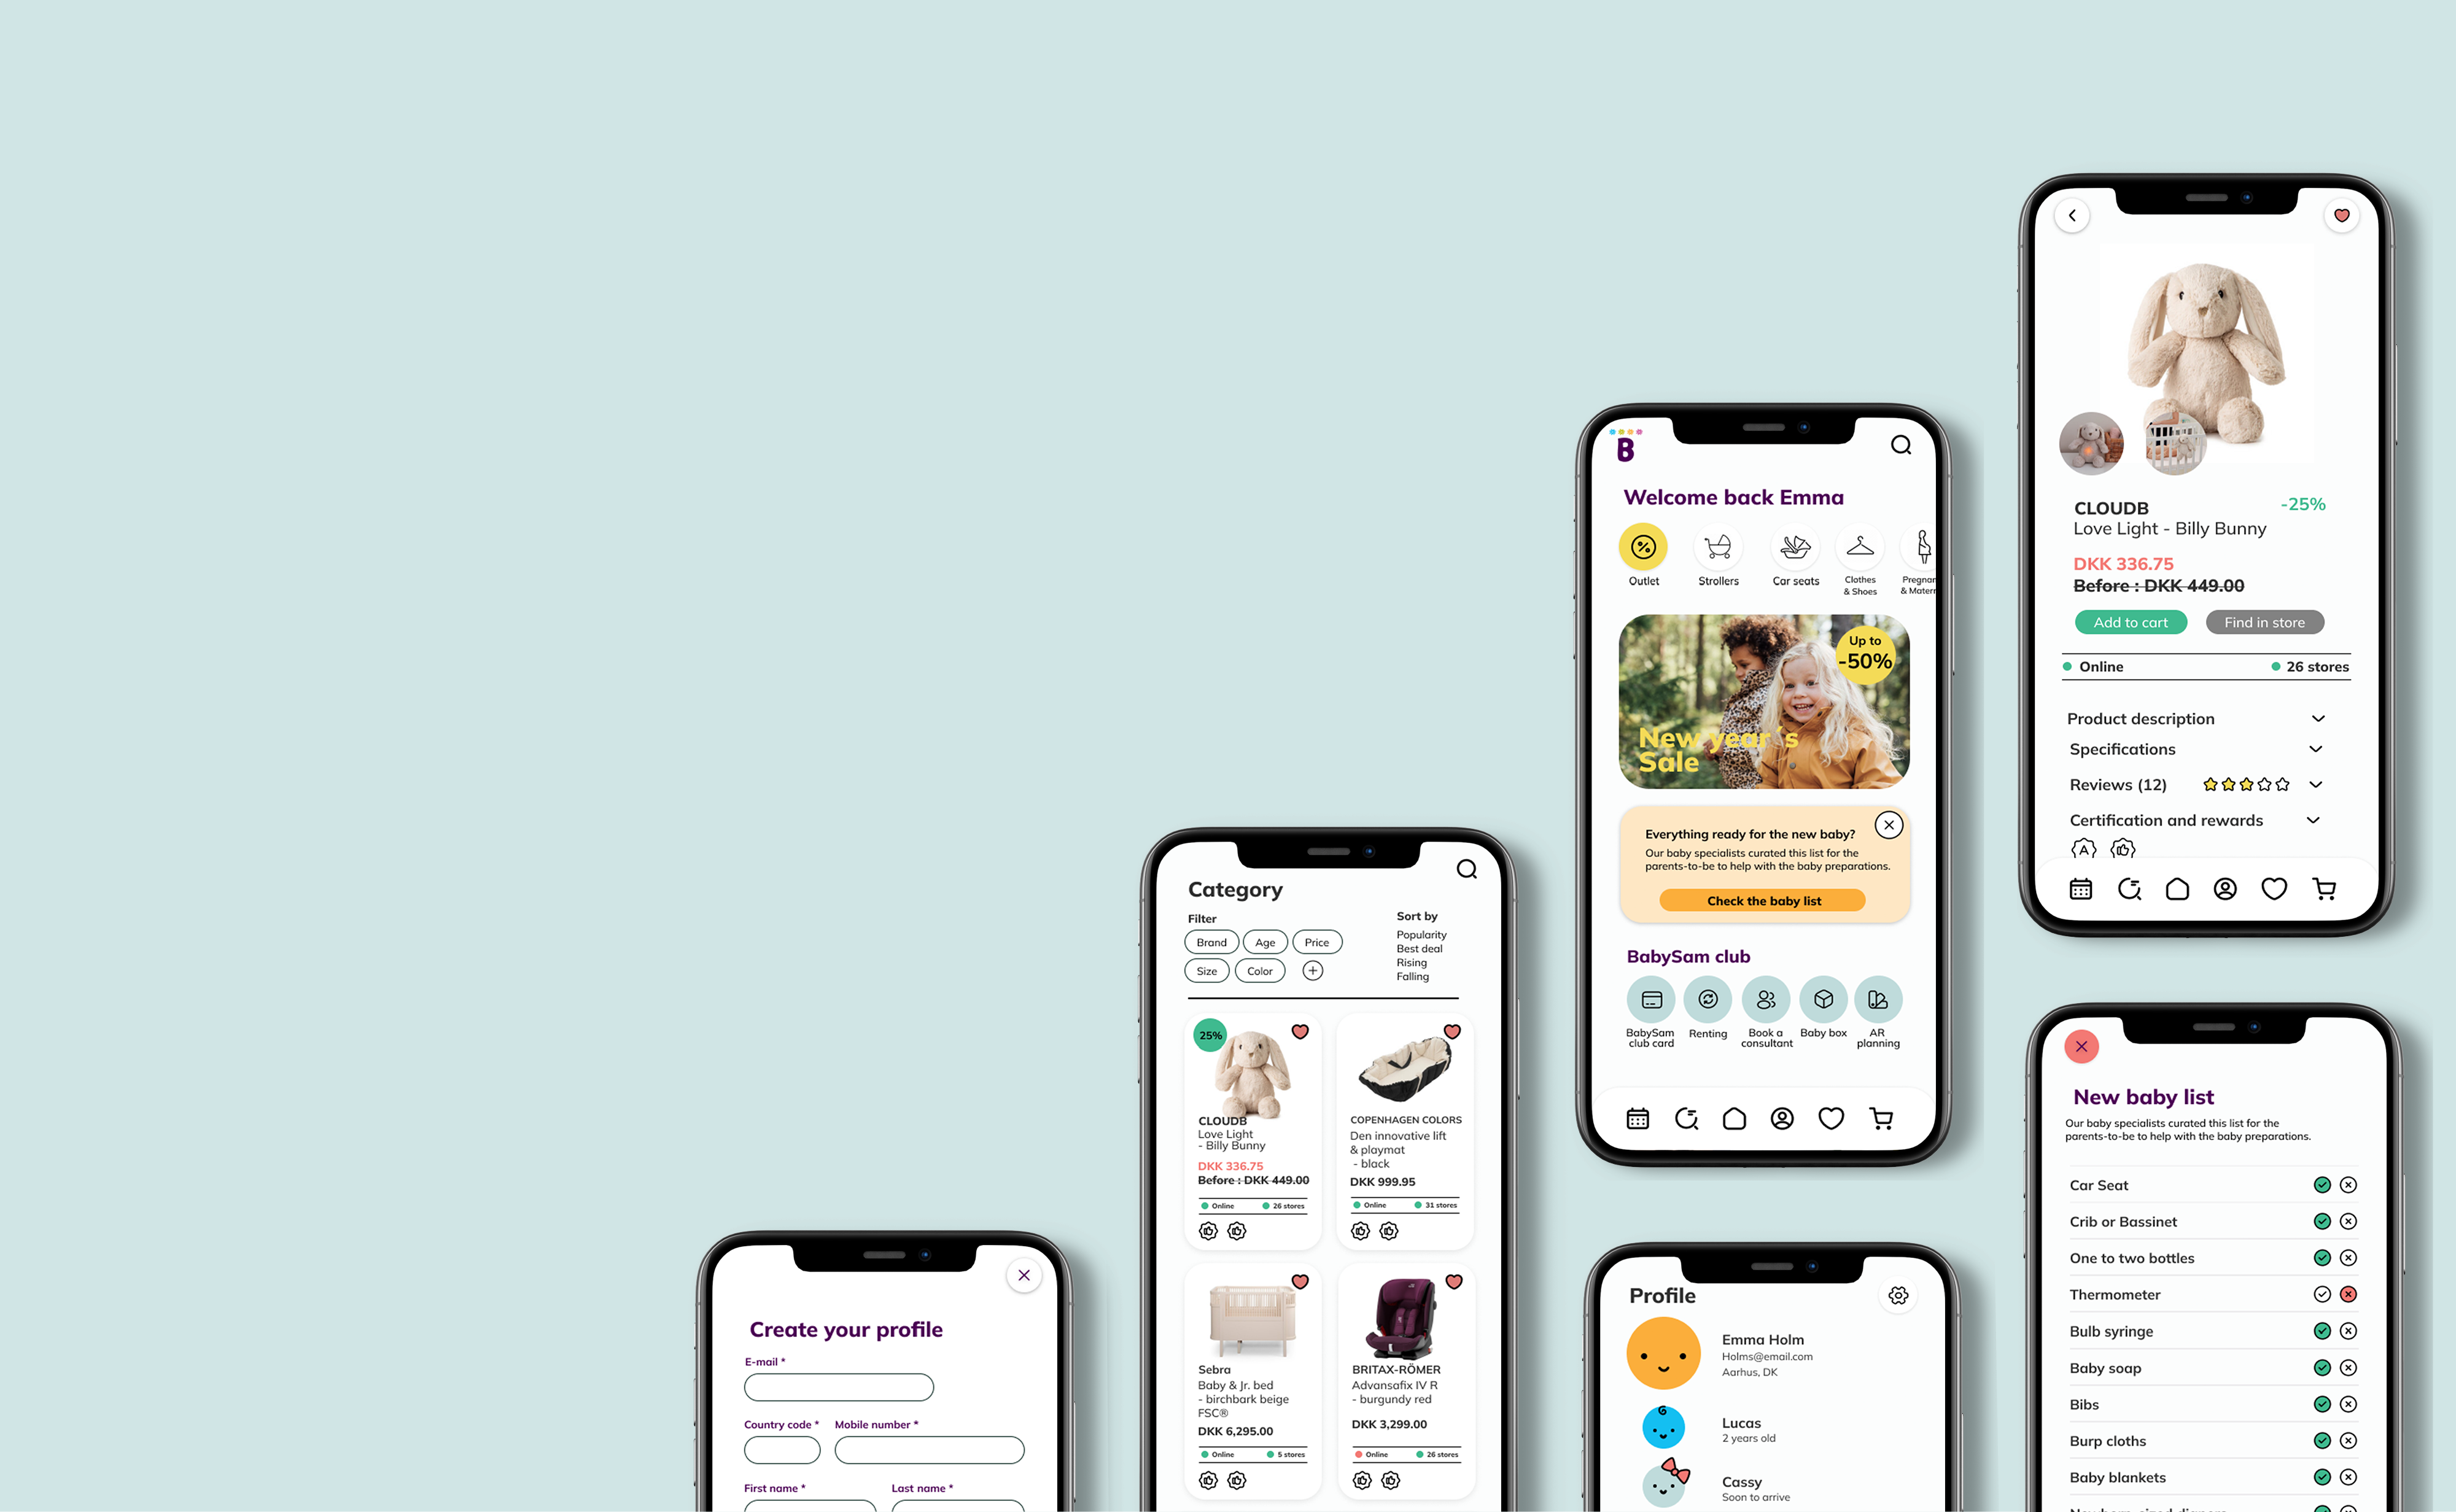 Create your profile
E-mail *
Country code *
Mobile number *
First name *
Last name *
Category
Filter
Brand
Age
Price
Size
Color
Sort by
Popularity
Best deal
Rising
Falling
25%
CLOUDB
Love Light
- Billy Bunny
DKK 336.75
Before : DKK 449.00
Online
26 stores
COPENHAGEN COLORS
Den innovative lift
& playmat
- black
DKK 999.95
Online
31 stores
Sebra
Baby & Jr. bed
- birchbark beige
FSC®
DKK 6,295.00
Online
5 stores
BRITAX-RÖMER
Advansafix IV R
- burgundy red
DKK 3,299.00
Online
26 stores
B
Welcome back Emma
Outlet
Strollers
Car seats
Clothes
& Shoes
Pregnan
& Matern
Up to
-50%
New year´s
Sale
Everything ready for the new baby?
Our baby specialists curated this list for the
parents-to-be to help with the baby preparations.
Check the baby list
BabySam club
BabySam
club card
Renting
Book a
consultant
Baby box
AR
planning
Profile
Emma Holm
Holms@email.com
Aarhus, DK
Lucas
2 years old
Cassy
Soon to arrive
CLOUDB
-25%
Love Light - Billy Bunny
DKK 336.75
Before : DKK 449.00
Add to cart
Find in store
Online
26 stores
Product description
Specifications
Reviews (12)
Certification and rewards
A
New baby list
Our baby specialists curated this list for the
parents-to-be to help with the baby preparations.
Car Seat
Crib or Bassinet
One to two bottles
Thermometer
Bulb syringe
Baby soap
Bibs
Burp cloths
Baby blankets